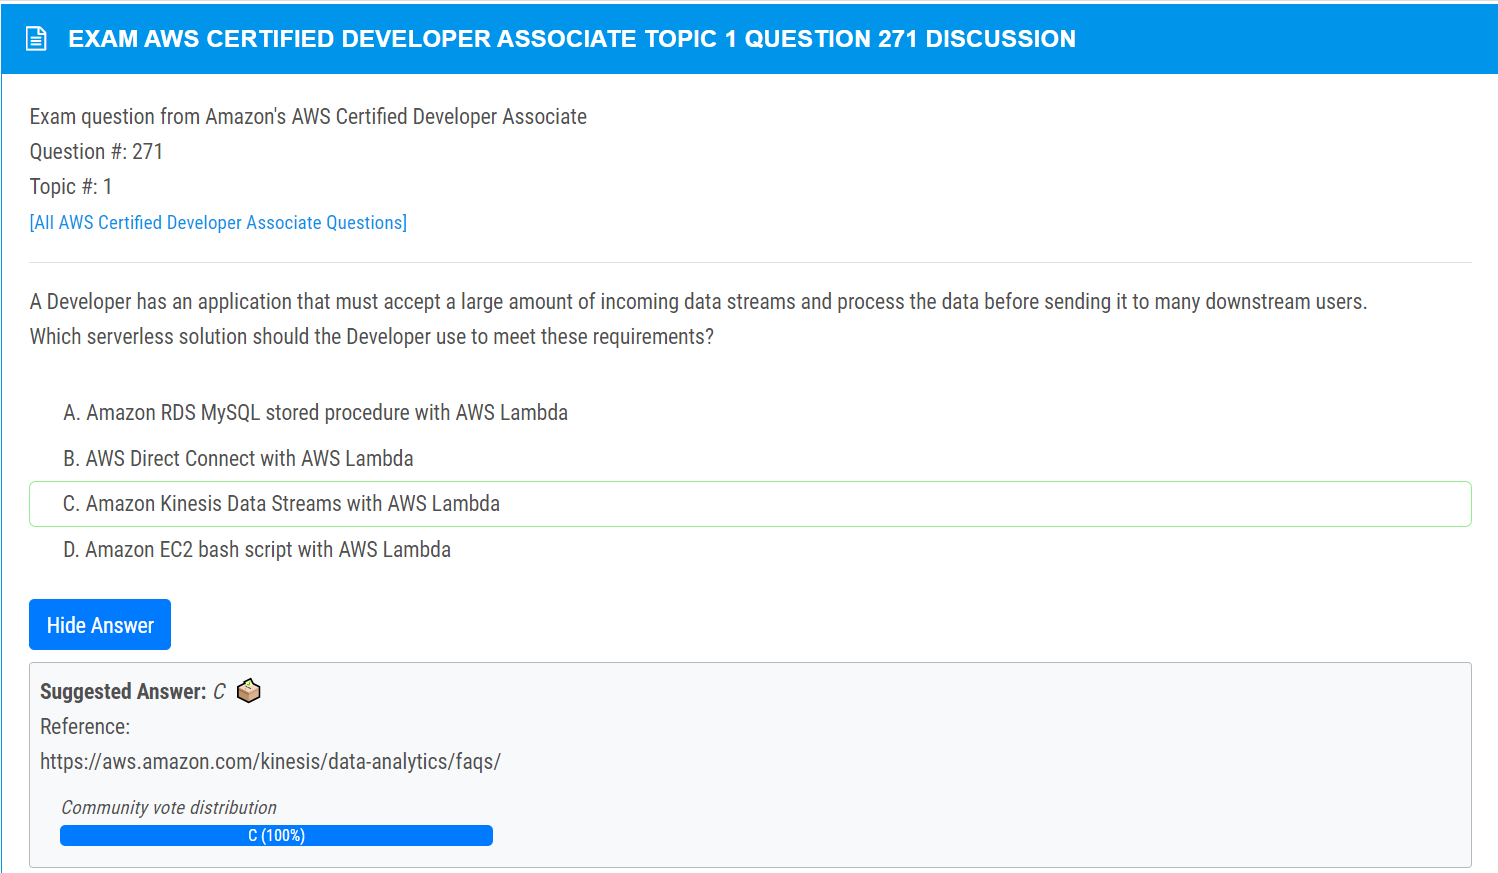 EXAM AWS CERTIFIED DEVELOPER ASSOCIATE TOPIC 1 QUESTION 271 DISCUSSION
Exam question from Amazon's AWS Certified Developer Associate
Question #: 271
Topic #: 1
[All AWS Certified Developer Associate Questions]
A Developer has an application that must accept a large amount of incoming data streams and process the data before sending it to many downstream users.
Which serverless solution should the Developer use to meet these requirements?
A. Amazon RDS MySQL stored procedure with AWS Lambda
B. AWS Direct Connect with AWS Lambda
C. Amazon Kinesis Data Streams with AWS Lambda
D. Amazon EC2 bash script with AWS Lambda
Hide Answer
Suggested Answer: C
Reference:
https://aws.amazon.com/kinesis/data-analytics/faqs/
Community vote distribution
C (100%)